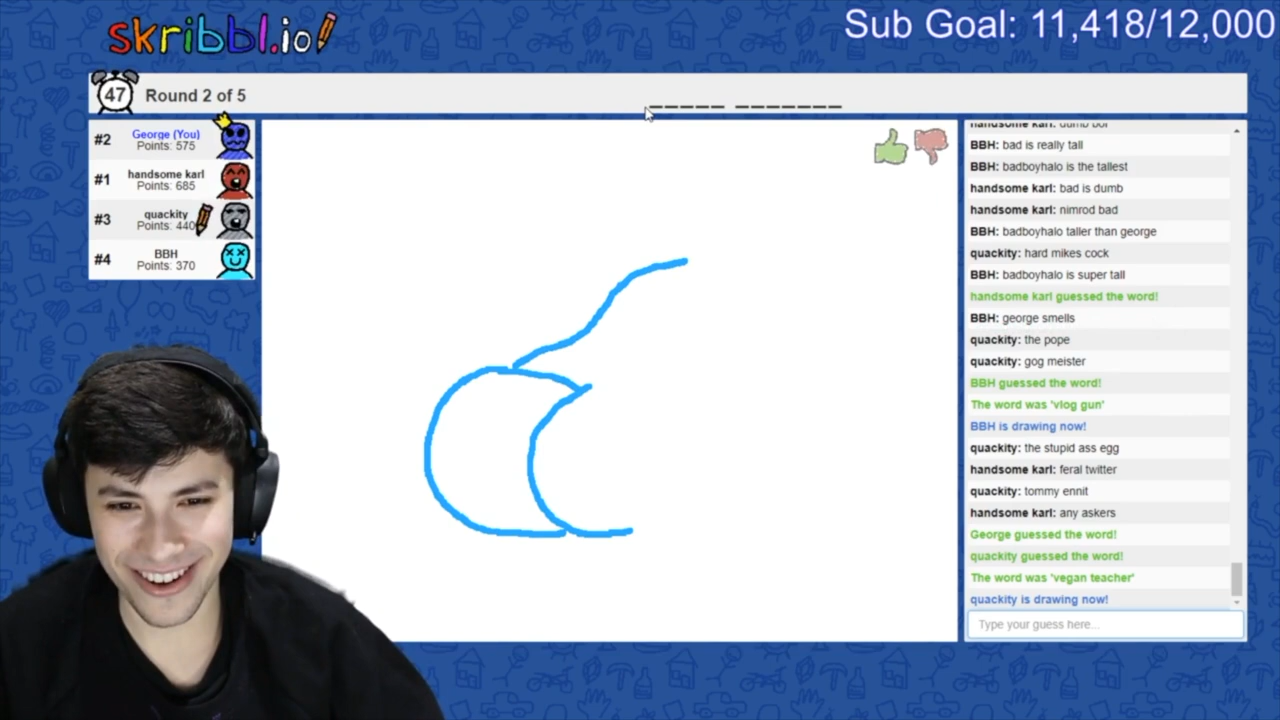 skribbl.io
Sub Goal: 11,418/12,000
47
Round 2 of 5
_____ _______
#2
George (You)
Points: 575
#1
handsome karl
Points: 685
#3
quackity
Points: 440
#4
BBH
Points: 370
BBH: bad is really tall
BBH: badboyhalo is the tallest
handsome karl: bad is dumb
handsome karl: nimrod bad
BBH: badboyhalo taller than george
quackity: hard mikes cock
BBH: badboyhalo is super tall
handsome karl guessed the word!
BBH: george smells
quackity: the pope
quackity: gog meister
BBH guessed the word!
The word was 'vlog gun'
BBH is drawing now!
quackity: the stupid ass egg
handsome karl: feral twitter
quackity: tommy ennit
handsome karl: any askers
George guessed the word!
quackity guessed the word!
The word was 'vegan teacher'
quackity is drawing now!
Type your guess here...